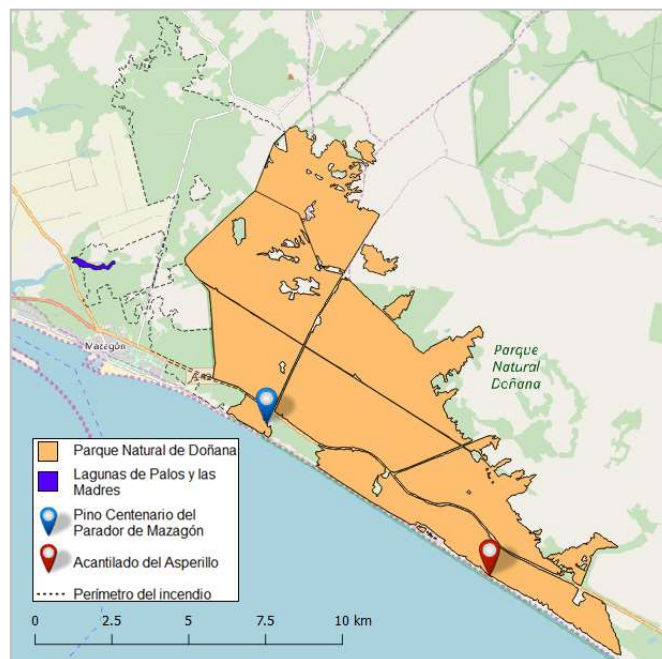 Mazagón
Parque
Natural
Doñana
Parque Natural de Doñana
Lagunas de Palos y las
Madres
Pino Centenario del
Parador de Mazagón
Acantilado del Asperillo
Perímetro del incendio
0 2.5 5 7.5 10 km